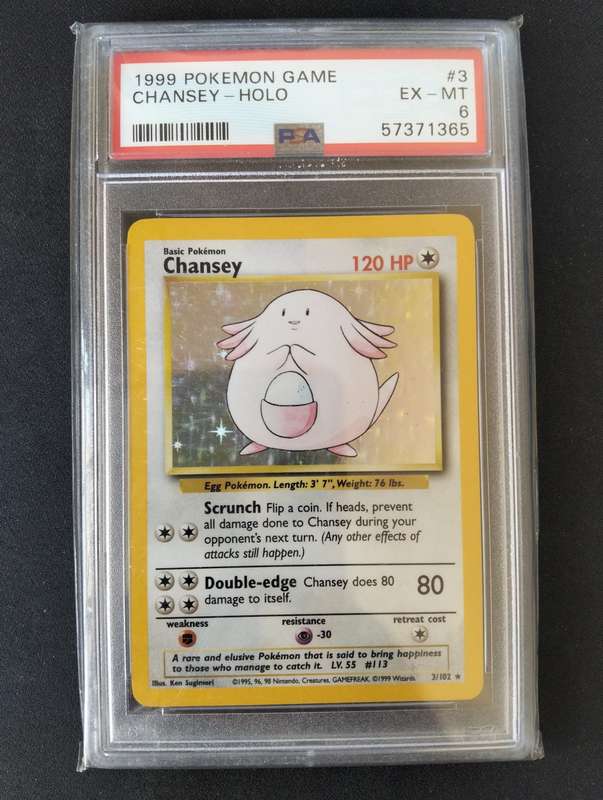 1999 POKEMON GAME #3
CHANSEY - HOLO EX - MT
6
PSA 57371365
Basic Pokémon
Chansey 120 HP
Egg Pokémon. Length: 3' 7", Weight: 76 lbs.
Scrunch Flip a coin. If heads, prevent
all damage done to Chansey during your
opponent's next turn. (Any other effects of
attacks still happen.)
Double-edge Chansey does 80 80
damage to itself.
weakness resistance retreat cost
-30
A rare and elusive Pokémon that is said to bring happiness
to those who manage to catch it. LV. 55 #113
Illus. Ken Sugimori ©1995, 96, 98 Nintendo, Creatures, GAMEFREAK. ©1999 Wizards. 3/102 ★